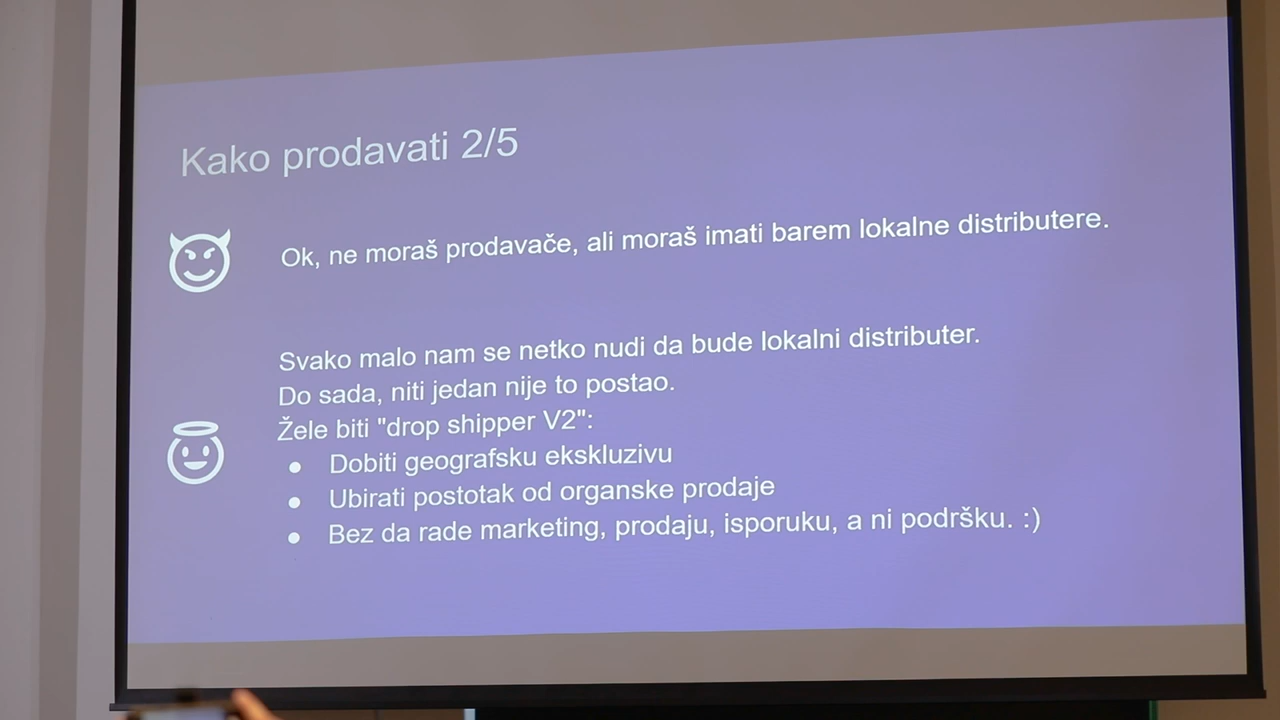 Kako prodavati 2/5
Ok, ne moraš prodavače, ali moraš imati barem lokalne distributere.
Svako malo nam se netko nudi da bude lokalni distributer.
Do sada, niti jedan nije to postao.
Žele biti "drop shipper V2":
● Dobiti geografsku ekskluzivu
● Ubirati postotak od organske prodaje
● Bez da rade marketing, prodaju, isporuku, a ni podršku. :)